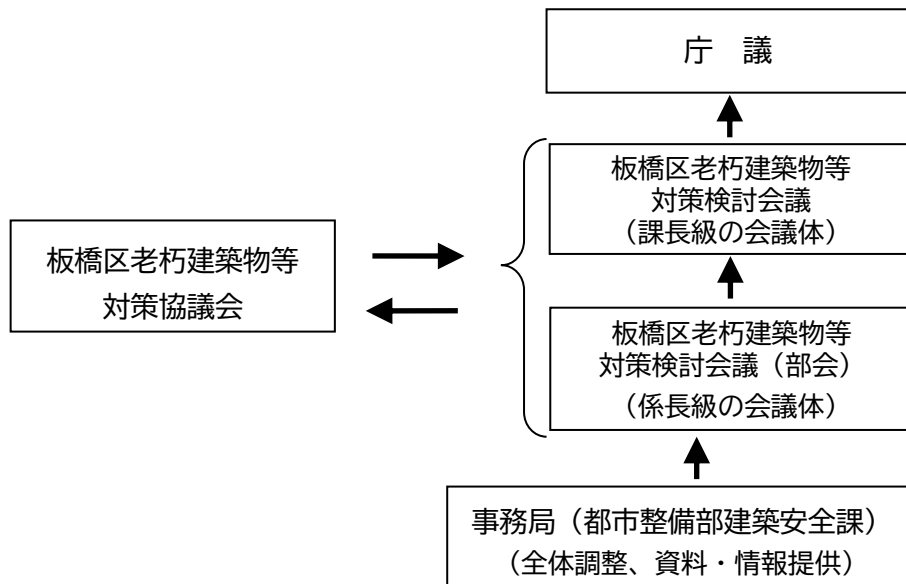 庁　議
板橋区老朽建築物等
対策検討会議
（課長級の会議体）
板橋区老朽建築物等
対策協議会
板橋区老朽建築物等
対策検討会議（部会）
（係長級の会議体）
事務局（都市整備部建築安全課）
（全体調整、資料・情報提供）